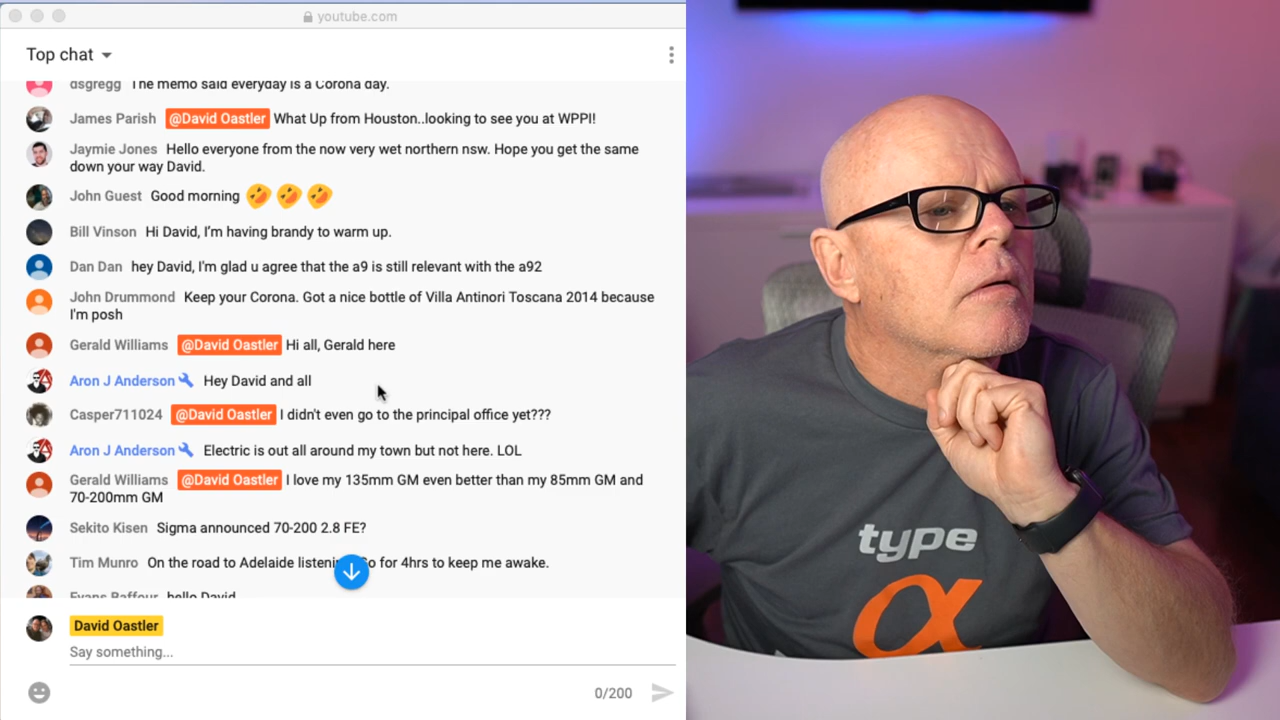 youtube.com
Top chat
dsgregg The memo said everyday is a Corona day.
James Parish @David Oastler What Up from Houston..looking to see you at WPPI!
Jaymie Jones Hello everyone from the now very wet northern nsw. Hope you get the same
down your way David.
John Guest Good morning 🤣 🤣 🤣
Bill Vinson Hi David, I'm having brandy to warm up.
Dan Dan hey David, I'm glad u agree that the a9 is still relevant with the a92
John Drummond Keep your Corona. Got a nice bottle of Villa Antinori Toscana 2014 because
I'm posh
Gerald Williams @David Oastler Hi all, Gerald here
Aron J Anderson Hey David and all
Casper711024 @David Oastler I didn't even go to the principal office yet???
Aron J Anderson Electric is out all around my town but not here. LOL
Gerald Williams @David Oastler I love my 135mm GM even better than my 85mm GM and
70-200mm GM
Sekito Kisen Sigma announced 70-200 2.8 FE?
Tim Munro On the road to Adelaide for 4hrs to keep me awake.
Evans Baffour hello David
David Oastler
Say something...
0/200
type
α